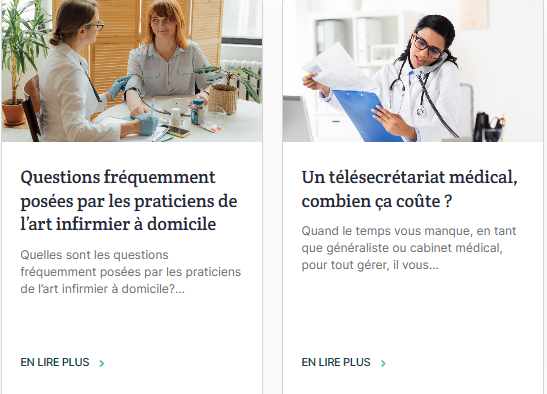 Questions fréquemment
posées par les praticiens de
l’art infirmier à domicile
Quelles sont les questions
fréquemment posées par les praticiens
de l’art infirmier à domicile?...
EN LIRE PLUS
Un télésecrétariat médical,
combien ça coûte ?
Quand le temps vous manque, en tant
que généraliste ou cabinet médical,
pour tout gérer, il vous...
EN LIRE PLUS